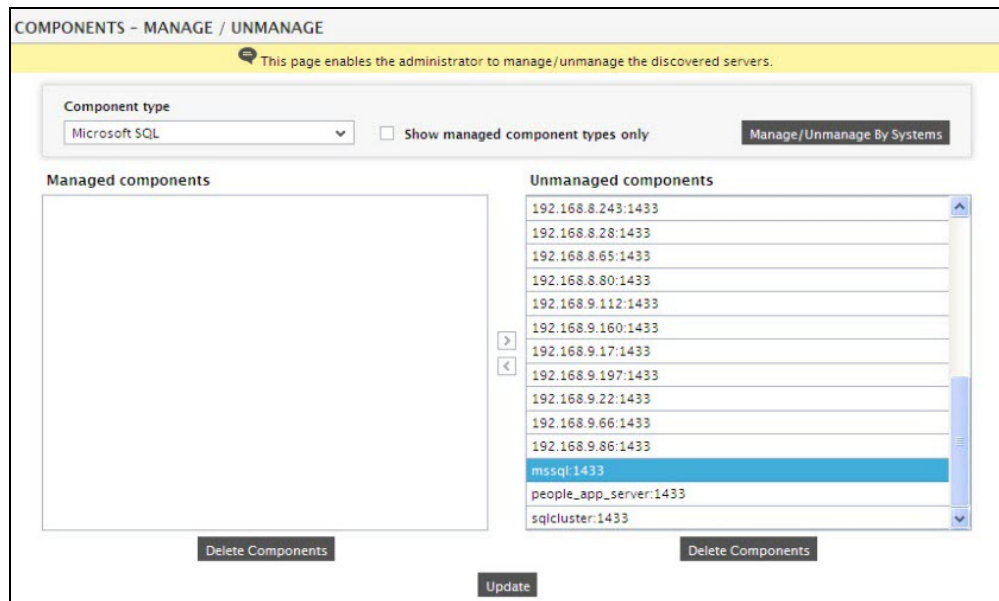 COMPONENTS - MANAGE / UNMANAGE
This page enables the administrator to manage/unmanage the discovered servers.
Component type
Microsoft SQL
Show managed component types only
Manage/Unmanage By Systems
Managed components
Unmanaged components
192.168.8.243:1433
192.168.8.28:1433
192.168.8.65:1433
192.168.8.80:1433
192.168.9.112:1433
192.168.9.160:1433
>
192.168.9.17:1433
<
192.168.9.197:1433
192.168.9.22:1433
192.168.9.66:1433
192.168.9.86:1433
mssql:1433
people_app_server:1433
sqlcluster:1433
Delete Components
Delete Components
Update